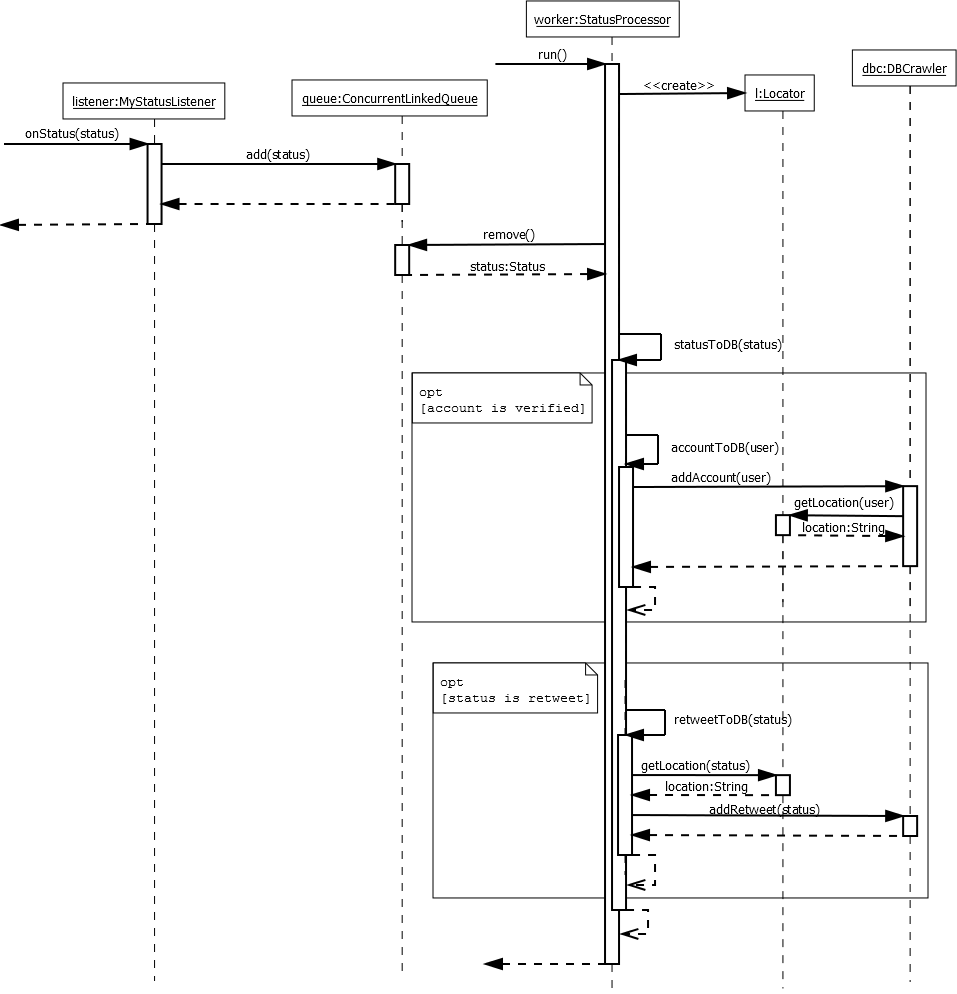 worker:StatusProcessor
run()
<<create>>
dbc:DBCrawler
l:Locator
listener:MyStatusListener
queue:ConcurrentLinkedQueue
onStatus(status)
add(status)
remove()
status:Status
statusToDB(status)
opt
[account is verified]
accountToDB(user)
addAccount(user)
getLocation(user)
location:String
opt
[status is retweet]
retweetToDB(status)
getLocation(status)
location:String
addRetweet(status)